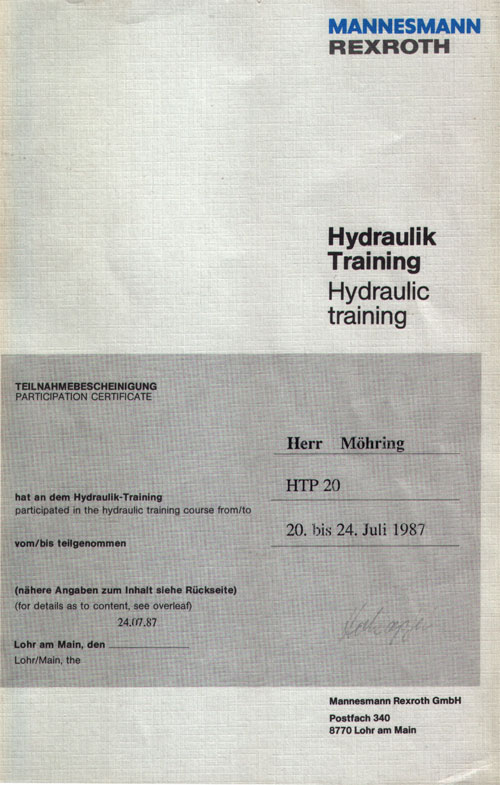 MANNESMANN
REXROTH
Hydraulik
Training
Hydraulic
training
TEILNAHMEBESCHEINIGUNG
PARTICIPATION CERTIFICATE
Herr Möhring
HTP 20
hat an dem Hydraulik-Training
participated in the hydraulic training course from/to
20. bis 24. Juli 1987
vom/bis teilgenommen
(nähere Angaben zum Inhalt siehe Rückseite)
(for details as to content, see overleaf)
24.07.87
Lohr am Main, den
Lohr/Main, the
Mannesmann Rexroth GmbH
Postfach 340
8770 Lohr am Main